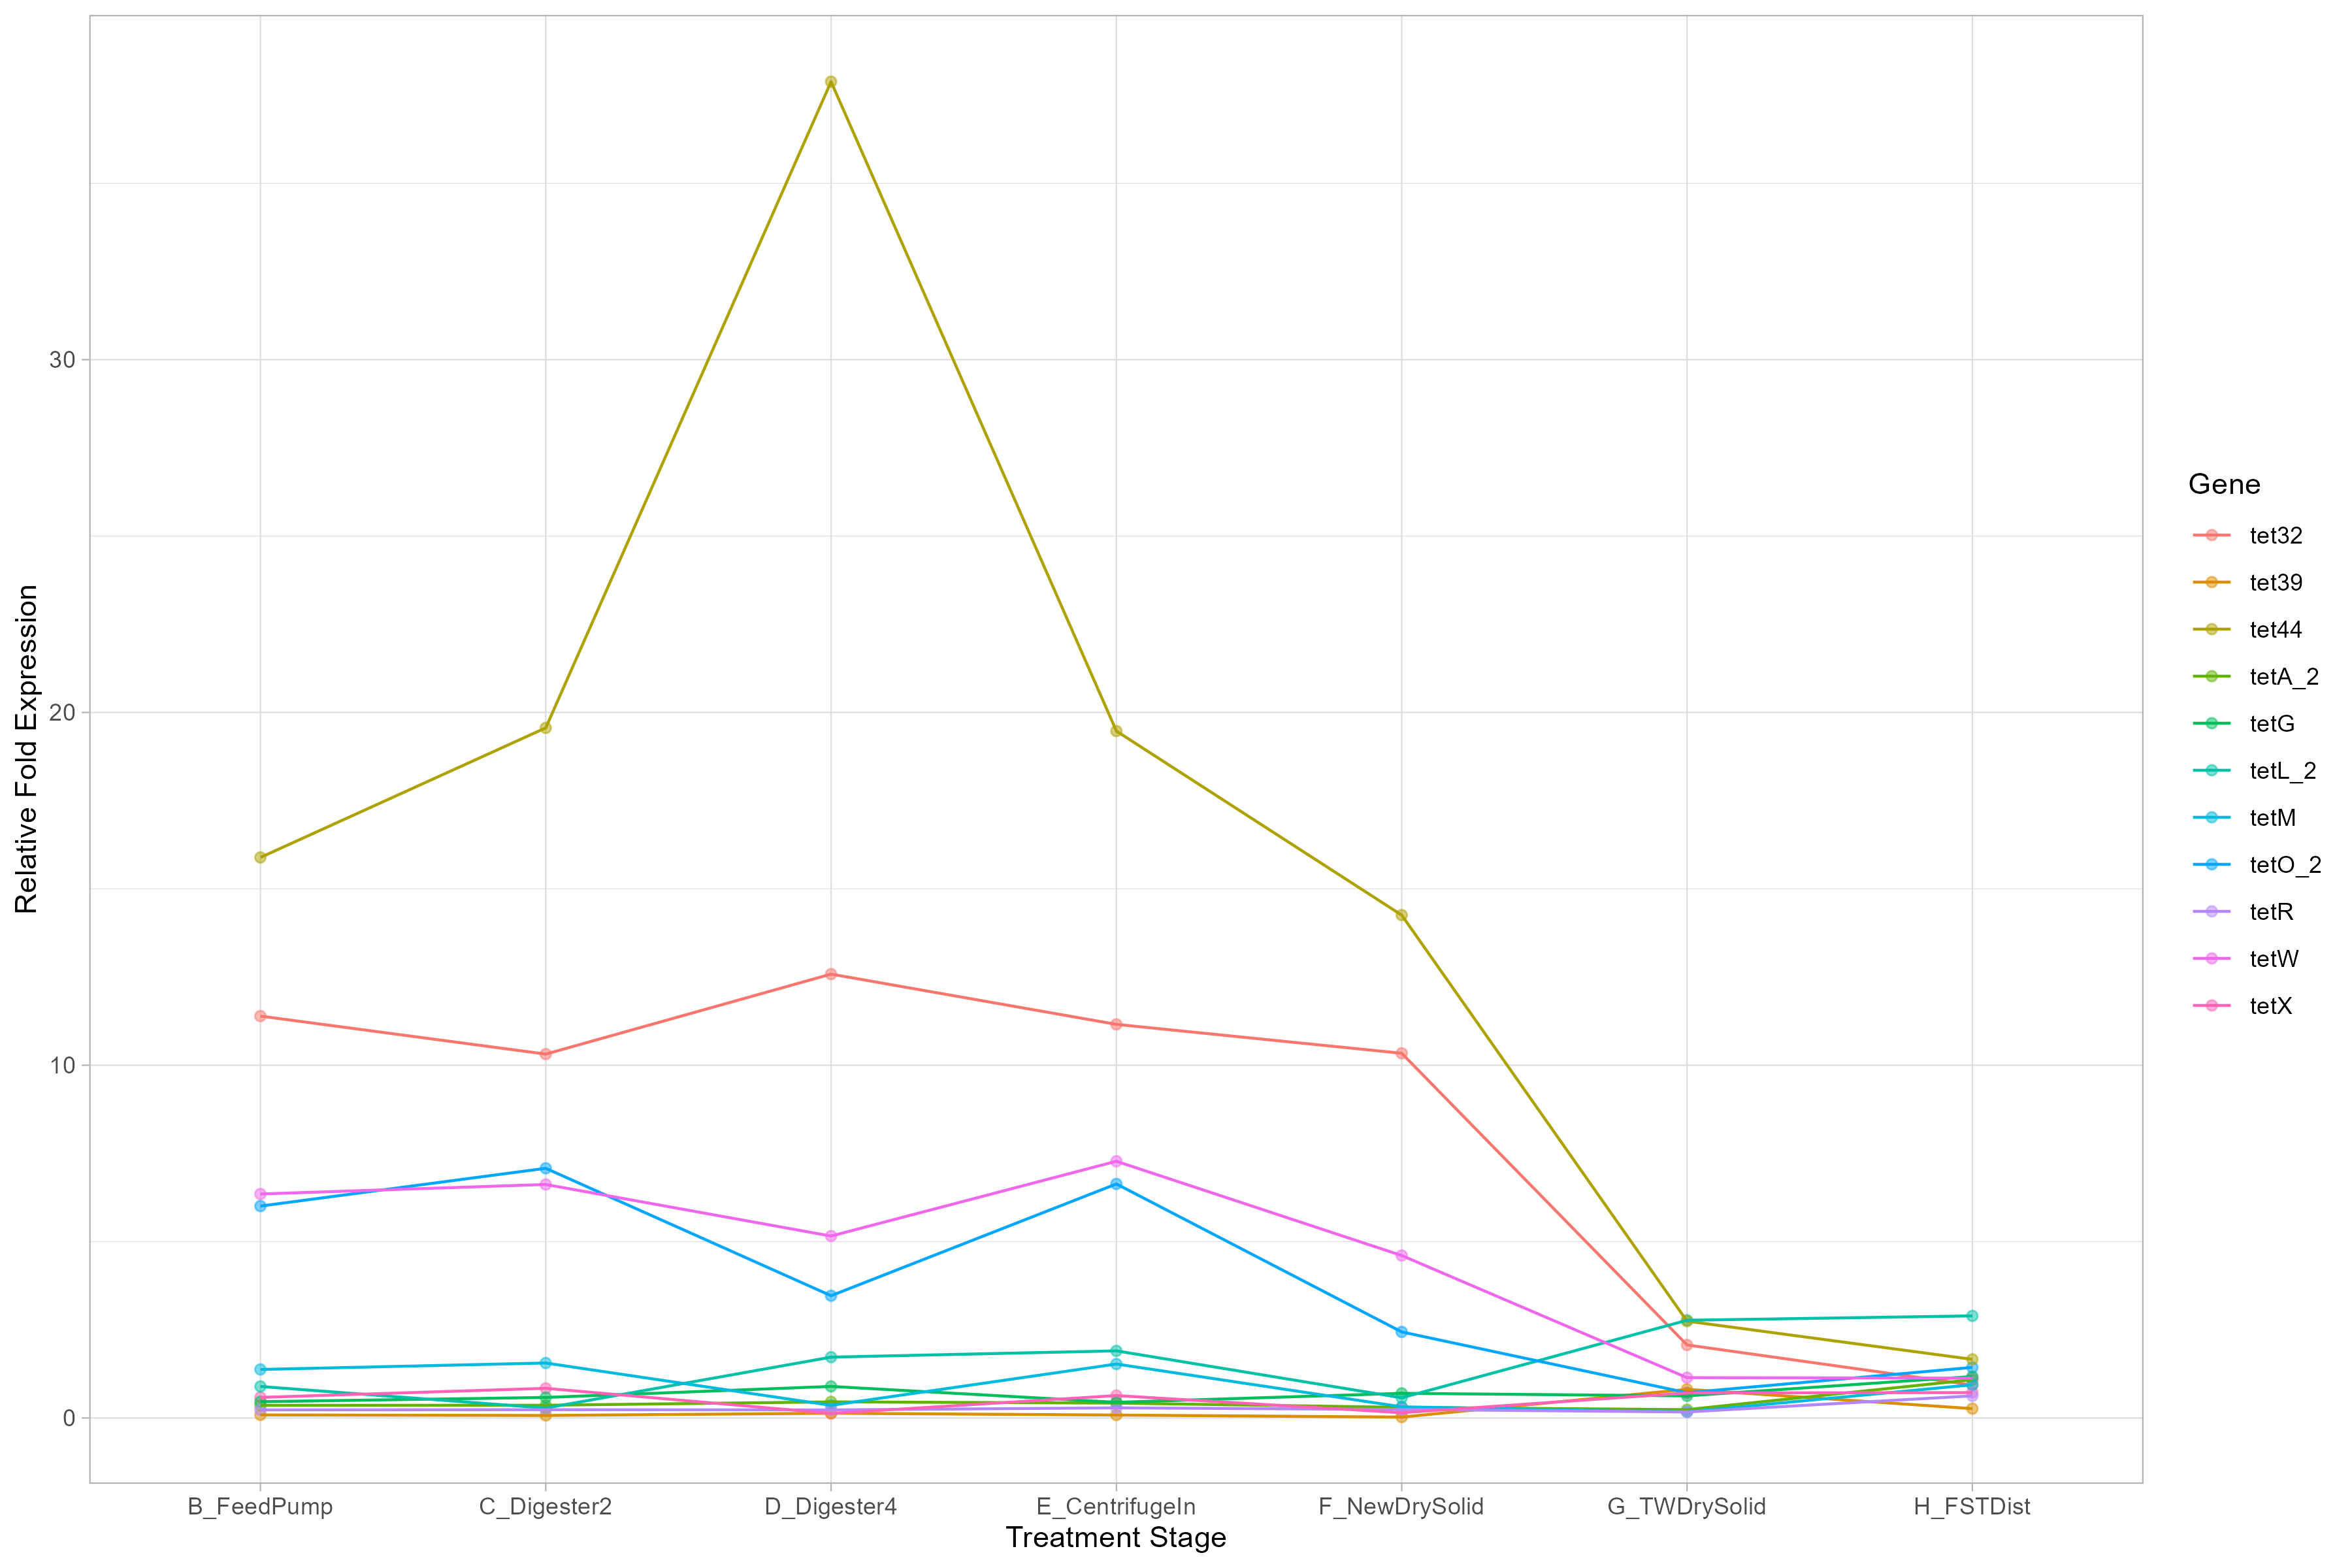 Relative Fold Expression
30
20
10
0
B_FeedPump
C_Digester2
D_Digester4
E_CentrifugeIn
F_NewDrySolid
G_TWDrySolid
H_FSTDist
Treatment Stage
Gene
tet32
tet39
tet44
tetA_2
tetG
tetL_2
tetM
tetO_2
tetR
tetW
tetX